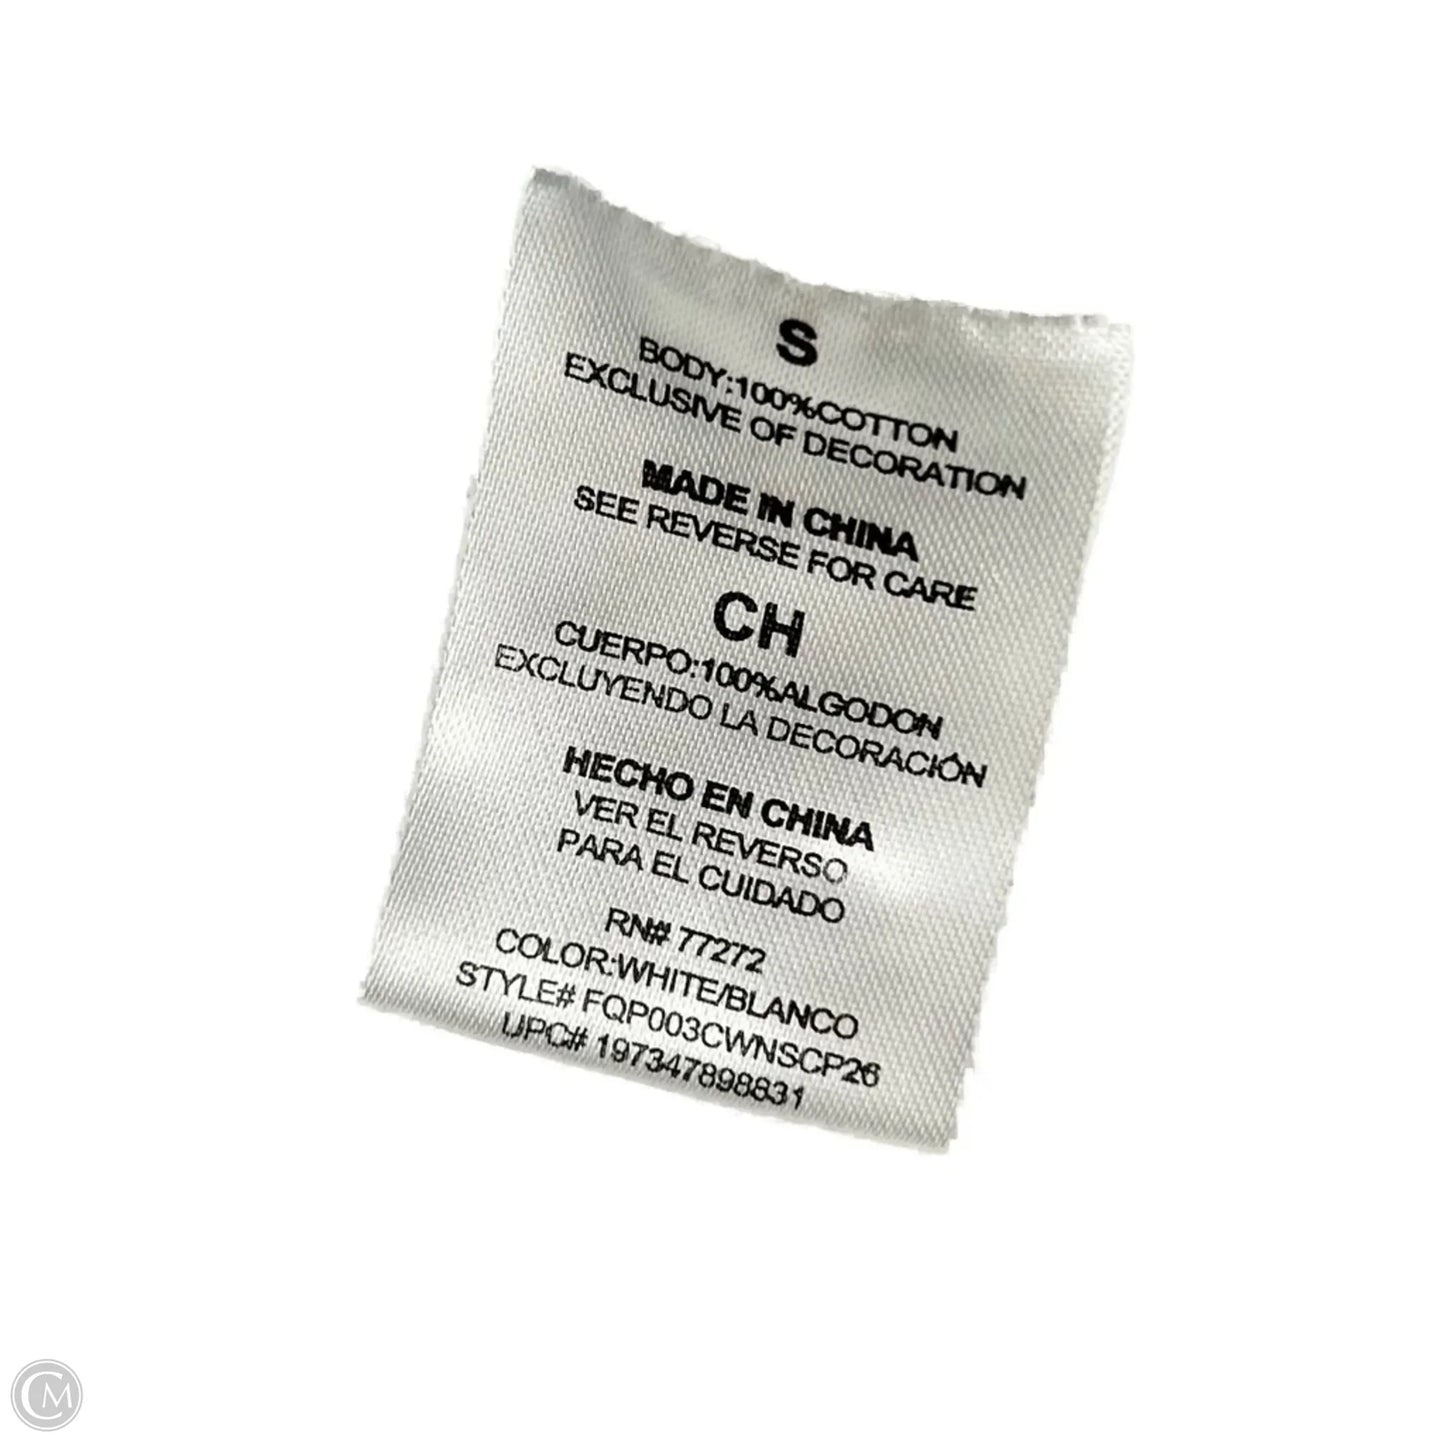 S
BODY:100%COTTON
EXCLUSIVE OF DECORATION
MADE IN CHINA
SEE REVERSE FOR CARE
CH
CUERPO:100%ALGODON
EXCLUYENDO LA DECORACIÓN
HECHO EN CHINA
VER EL REVERSO
PARA EL CUIDADO
RN# 77272
COLOR:WHITE/BLANCO
STYLE# FQP003CWNSCP26
UPC# 197347898831
CM